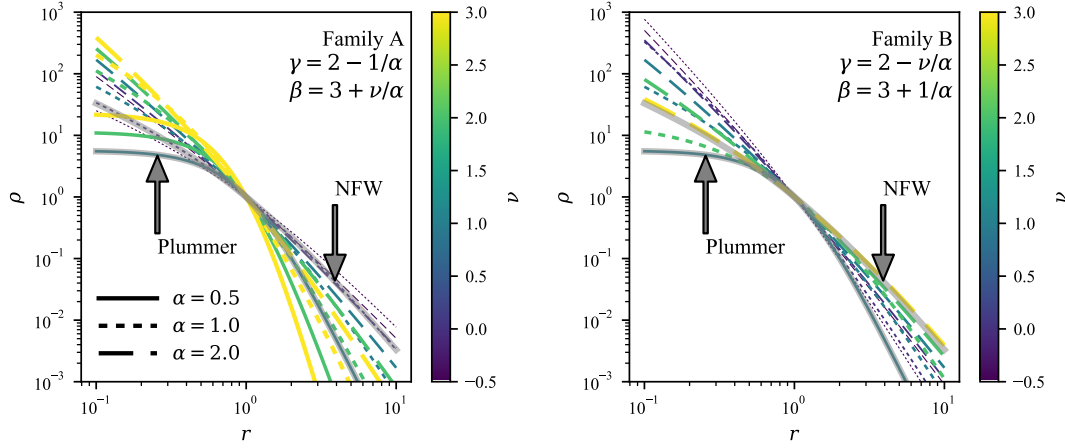 Family A
γ = 2 − 1/α
β = 3 + ν/α
Plummer
NFW
α = 0.5
α = 1.0
α = 2.0
10³
10²
10¹
10⁰
10⁻¹
10⁻²
10⁻³
ρ
10⁻¹
10⁰
10¹
r
3.0
2.5
2.0
1.5
1.0
0.5
0.0
−0.5
ν
Family B
γ = 2 − ν/α
β = 3 + 1/α
Plummer
NFW
10³
10²
10¹
10⁰
10⁻¹
10⁻²
10⁻³
ρ
10⁻¹
10⁰
10¹
r
3.0
2.5
2.0
1.5
1.0
0.5
0.0
−0.5
ν